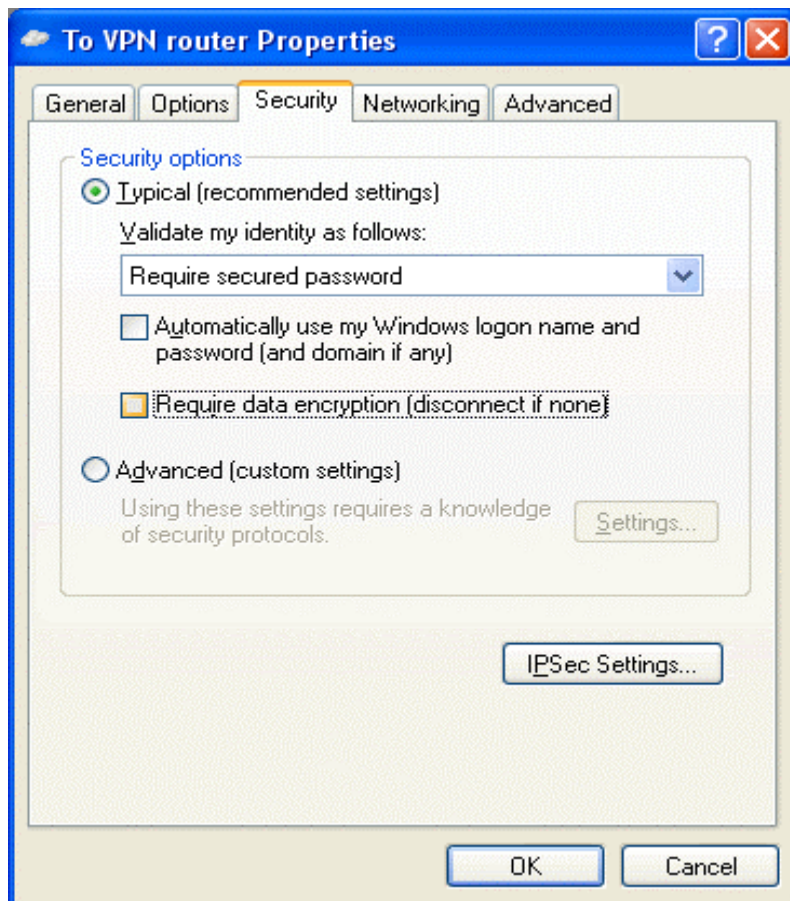 To VPN router Properties
?
General Options Security Networking Advanced
Security options
Typical (recommended settings)
Validate my identity as follows:
Require secured password
Automatically use my Windows logon name and
password (and domain if any)
Require data encryption (disconnect if none)
Advanced (custom settings)
Using these settings requires a knowledge
of security protocols.
Settings...
IPSec Settings...
OK Cancel